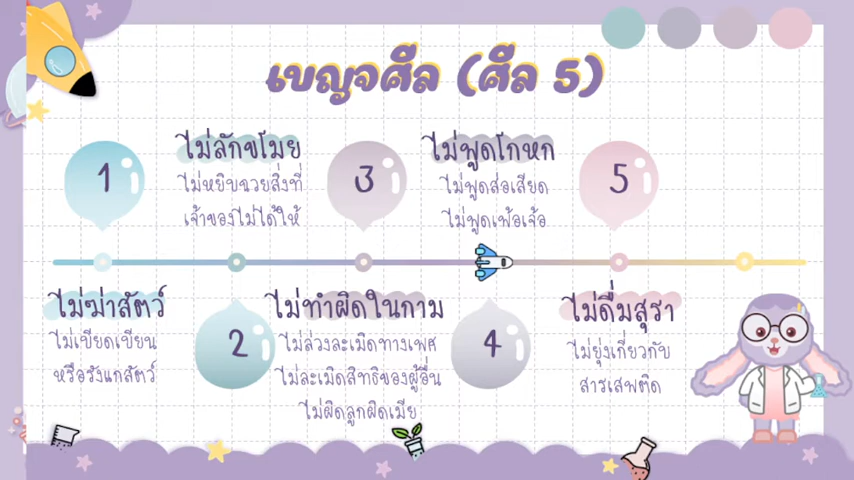 เบญจศีล (ศีล 5)
1
ไม่ฆ่าสัตว์
ไม่เบียดเบียน
หรือรังแกสัตว์
2
ไม่ลักขโมย
ไม่หยิบฉวยสิ่งที่
เจ้าของไม่ได้ให้
3
ไม่ทำผิดในกาม
ไม่ล่วงละเมิดทางเพศ
ไม่ละเมิดสิทธิของผู้อื่น
ไม่ผิดลูกผิดเมีย
4
ไม่พูดโกหก
ไม่พูดส่อเสียด
ไม่พูดเพ้อเจ้อ
5
ไม่ดื่มสุรา
ไม่ยุ่งเกี่ยวกับ
สารเสพติด